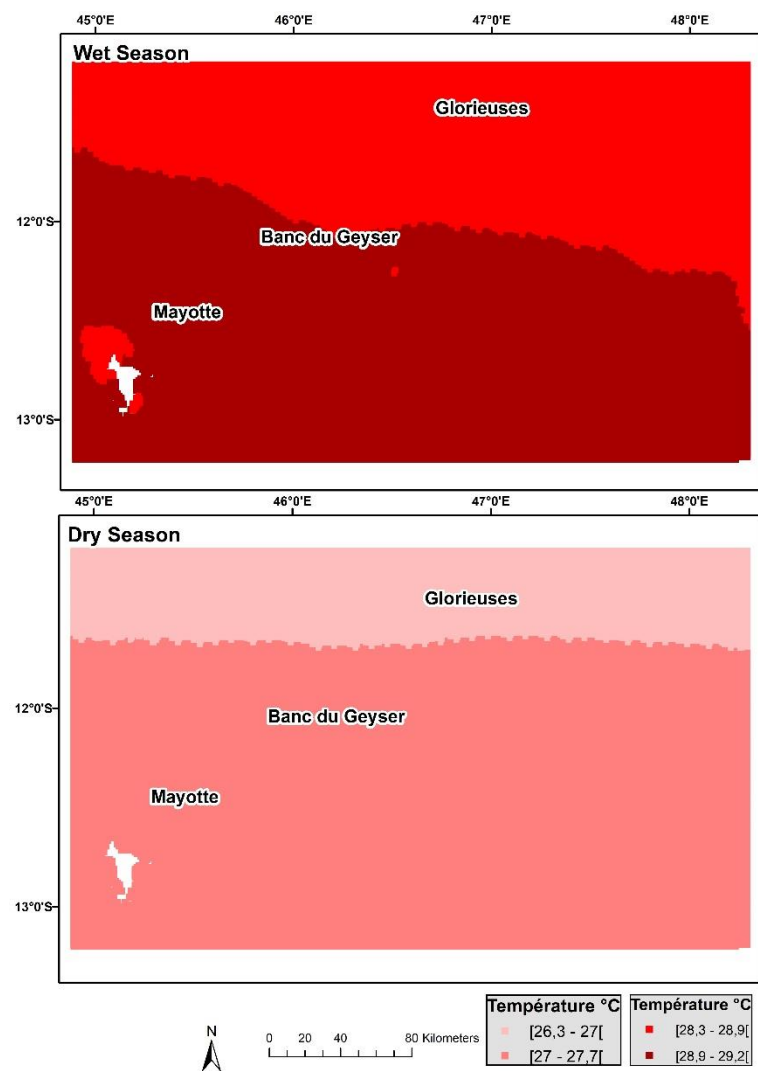 45°0'E 46°0'E 47°0'E 48°0'E
Wet Season
Glorieuses
12°0'S
Banc du Geyser
Mayotte
13°0'S
45°0'E 46°0'E 47°0'E 48°0'E
Dry Season
Glorieuses
12°0'S
Banc du Geyser
Mayotte
13°0'S
N
0 20 40 80 Kilometers
Température °C
[26,3 - 27[
[27 - 27,7[
Température °C
[28,3 - 28,9[
[28,9 - 29,2[